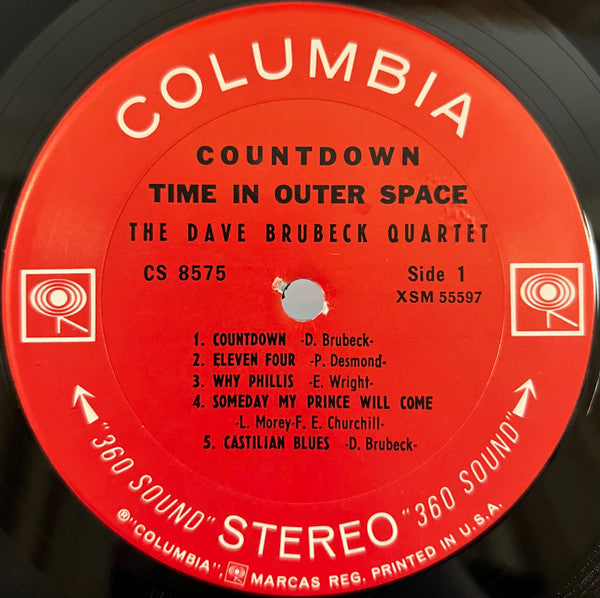 COLUMBIA
COUNTDOWN
TIME IN OUTER SPACE
THE DAVE BRUBECK QUARTET
CS 8575
Side 1
XSM 55597
1. COUNTDOWN -D. Brubeck-
2. ELEVEN FOUR -P. Desmond-
3. WHY PHILLIS -E. Wright-
4. SOMEDAY MY PRINCE WILL COME
-L. Morey-F. E. Churchill-
5. CASTILIAN BLUES -D. Brubeck-
"360 SOUND" STEREO "360 SOUND"
® "COLUMBIA", MARCAS REG. PRINTED IN U.S.A.